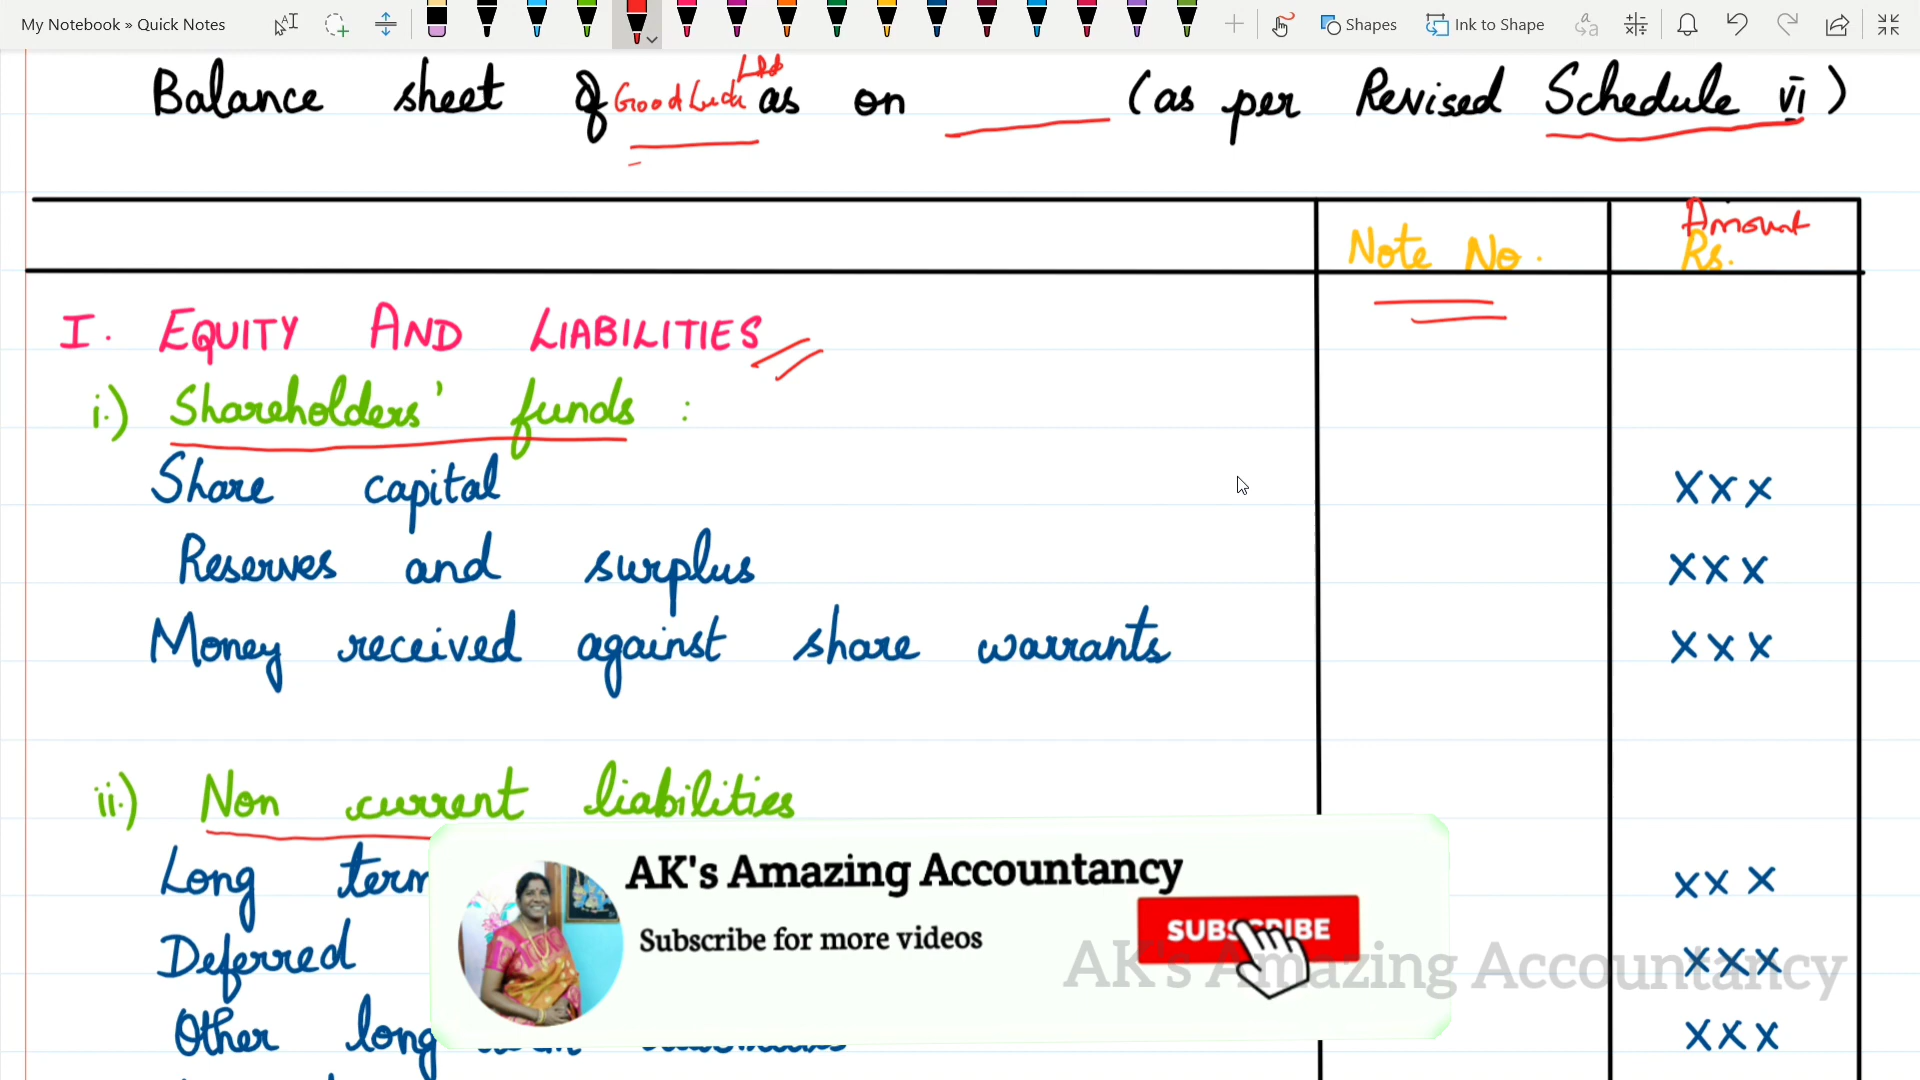 My Notebook » Quick Notes
Shapes
Ink to Shape
Balance sheet of Good Luck Ltd as on (as per Revised Schedule VI)
Note No.
Amount
Rs.
I. EQUITY AND LIABILITIES
i.) Shareholders' funds :
Share capital xxx
Reserves and surplus xxx
Money received against share warrants xxx
ii.) Non current liabilities
Long term xxx
Deferred xxx
Other long xxx
AK's Amazing Accountancy
Subscribe for more videos
SUBSCRIBE
AK's Amazing Accountancy